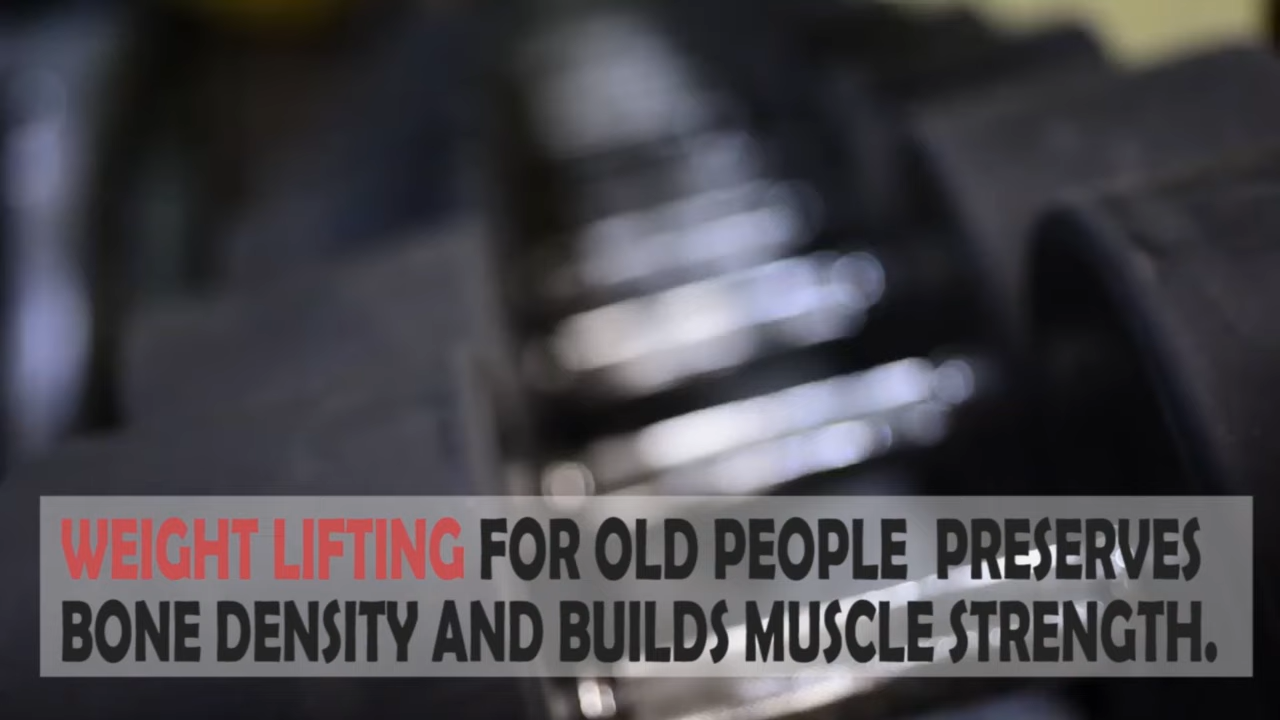 WEIGHT LIFTING FOR OLD PEOPLE PRESERVES
BONE DENSITY AND BUILDS MUSCLE STRENGTH.